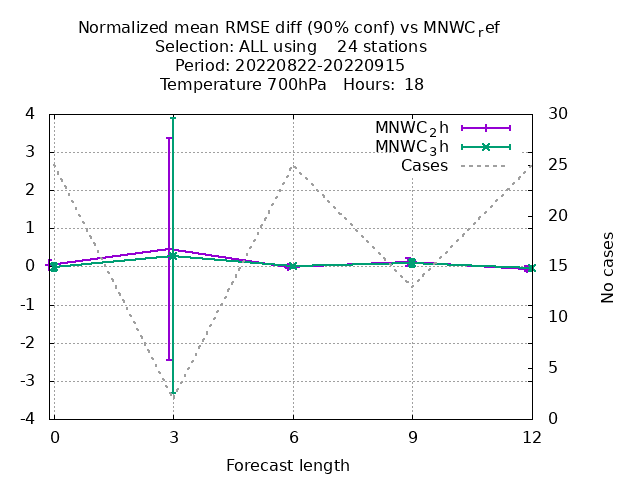 Normalized mean RMSE diff (90% conf) vs MNWC_ref
Selection: ALL using    24 stations
Period: 20220822-20220915
Temperature 700hPa   Hours: 18
MNWC_2h
MNWC_3h
Cases
4
3
2
1
0
-1
-2
-3
-4
30
25
20
15
10
5
0
No cases
0 3 6 9 12
Forecast length